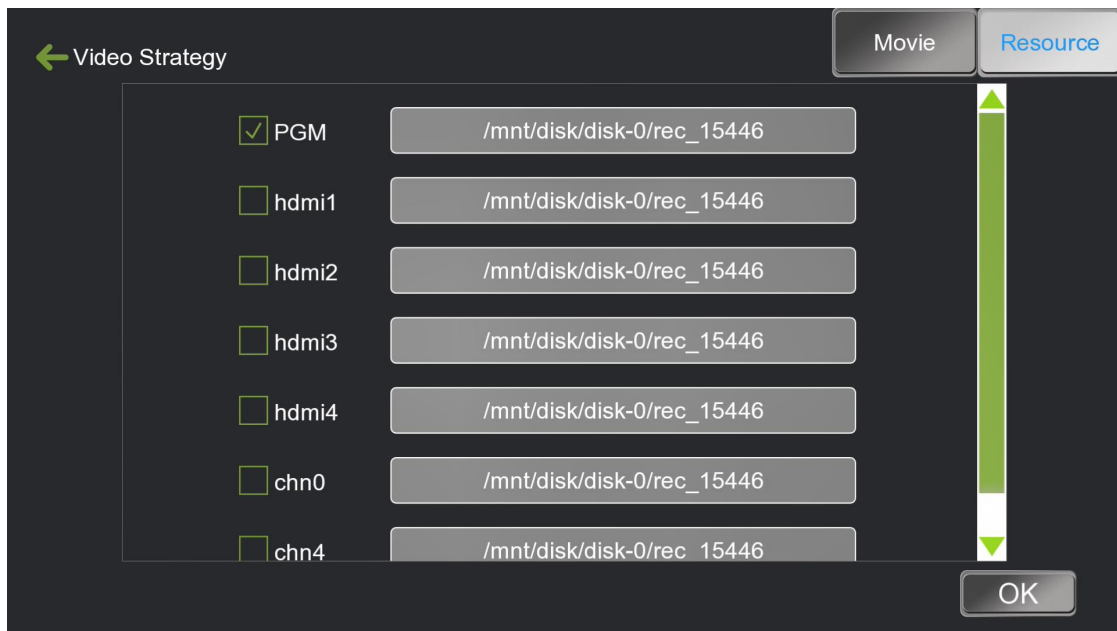 Movie Resource
Video Strategy
PGM /mnt/disk/disk-0/rec_15446
hdmi1 /mnt/disk/disk-0/rec_15446
hdmi2 /mnt/disk/disk-0/rec_15446
hdmi3 /mnt/disk/disk-0/rec_15446
hdmi4 /mnt/disk/disk-0/rec_15446
chn0 /mnt/disk/disk-0/rec_15446
chn4 /mnt/disk/disk-0/rec_15446
OK